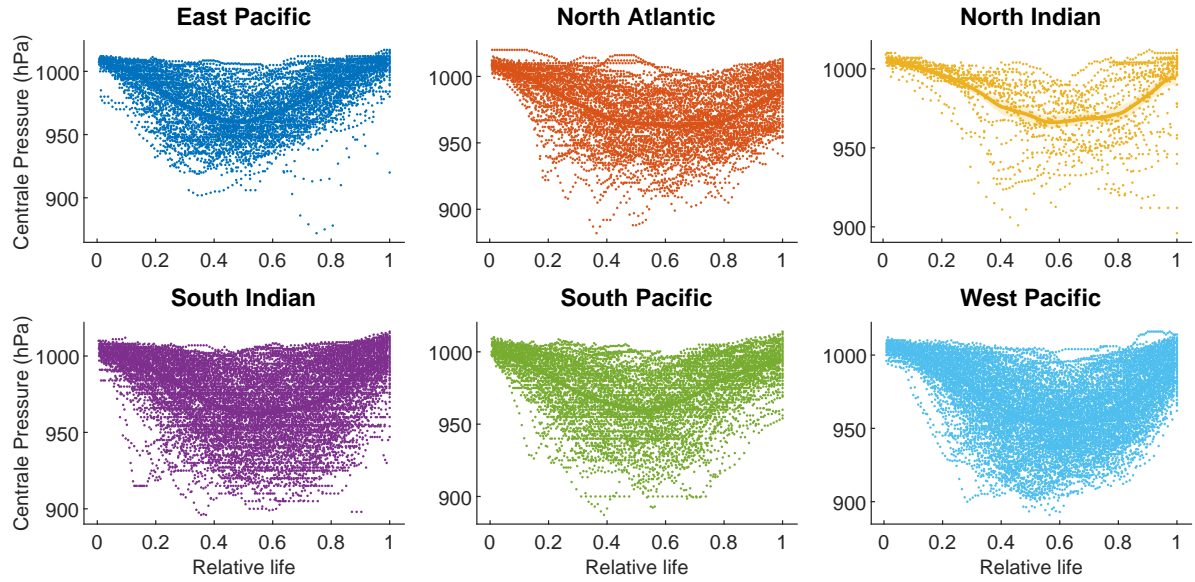 East Pacific North Atlantic North Indian
Centrale Pressure (hPa)
1000
950
900
0 0.2 0.4 0.6 0.8 1
1000
950
900
0 0.2 0.4 0.6 0.8 1
1000
950
900
0 0.2 0.4 0.6 0.8 1
South Indian South Pacific West Pacific
Centrale Pressure (hPa)
1000
950
900
0 0.2 0.4 0.6 0.8 1
Relative life
1000
950
900
0 0.2 0.4 0.6 0.8 1
Relative life
1000
950
900
0 0.2 0.4 0.6 0.8 1
Relative life